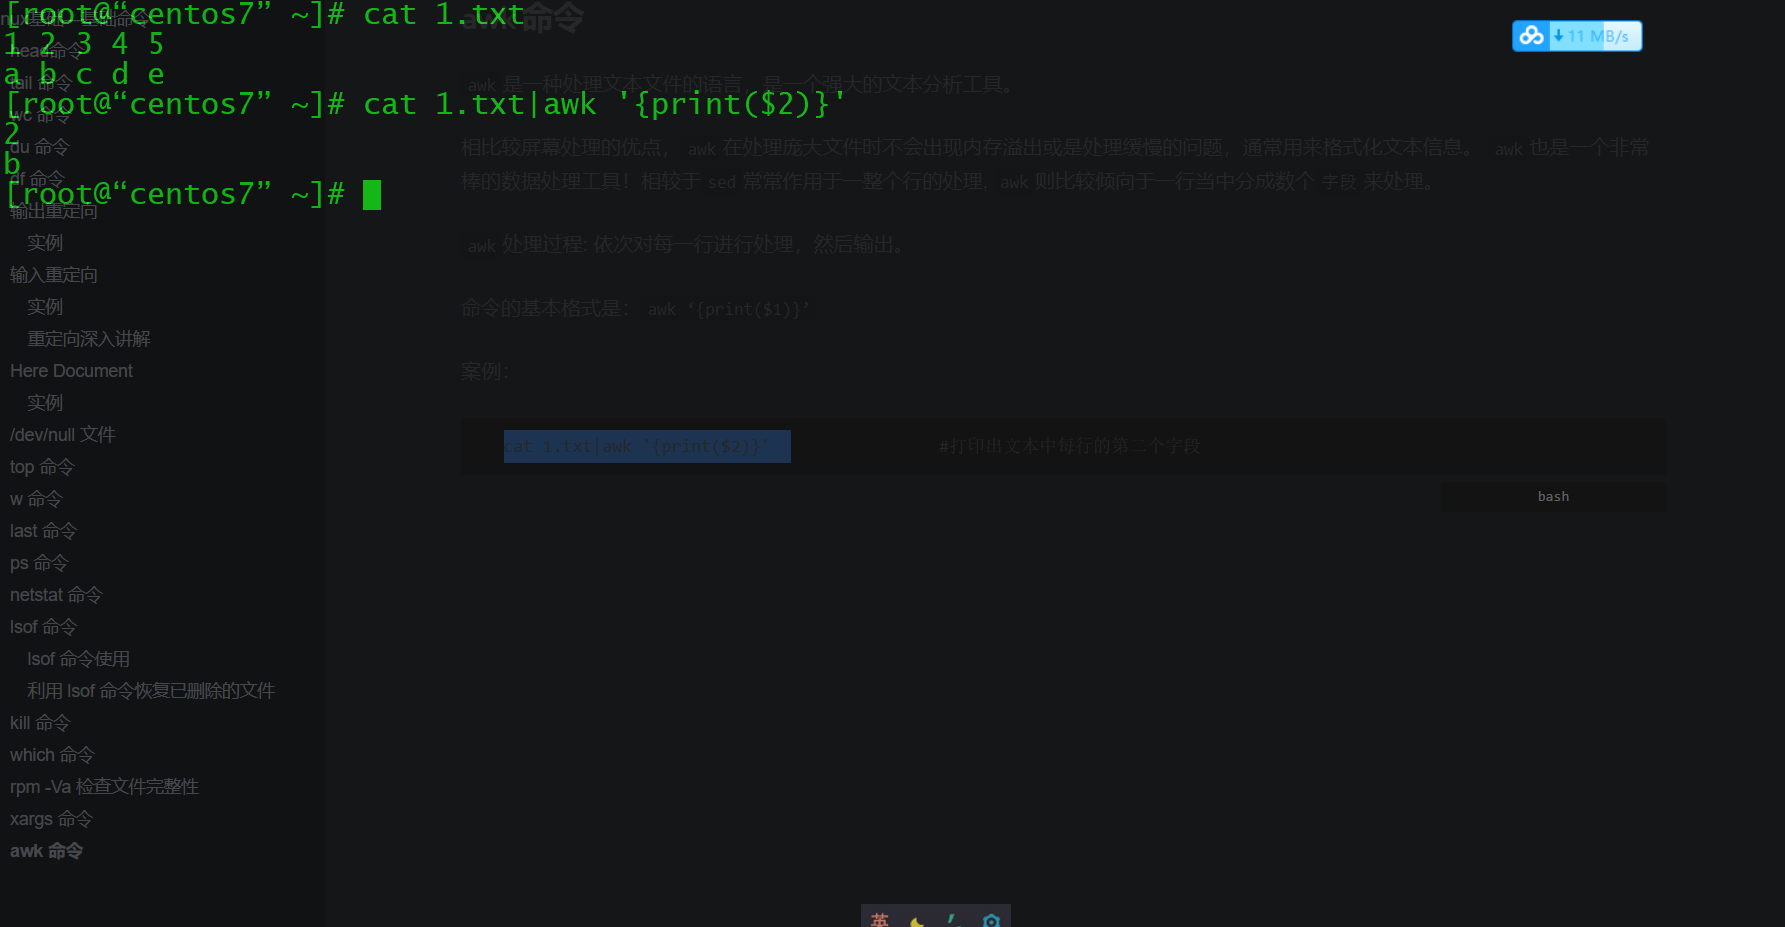 [root@“centos7” ~]# cat 1.txt
1 2 3 4 5
a b c d e
[root@“centos7” ~]# cat 1.txt|awk '{print($2)}'
2
b
[root@“centos7” ~]#
11 MB/s
nux基础—基础命令
head命令
tail 命令
wc 命令
du 命令
df 命令
输出重定向
实例
输入重定向
实例
重定向深入讲解
Here Document
实例
/dev/null 文件
top 命令
w 命令
last 命令
ps 命令
netstat 命令
lsof 命令
lsof 命令使用
利用 lsof 命令恢复已删除的文件
kill 命令
which 命令
rpm -Va 检查文件完整性
xargs 命令
awk 命令
awk 命令
awk 是一种处理文本文件的语言，是一个强大的文本分析工具。
相比较屏幕处理的优点， awk 在处理庞大文件时不会出现内存溢出或是处理缓慢的问题，通常用来格式化文本信息。 awk 也是一个非常
棒的数据处理工具！相较于 sed 常常作用于一整个行的处理，awk 则比较倾向于一行当中分成数个 字段 来处理。
awk 处理过程: 依次对每一行进行处理，然后输出。
命令的基本格式是： awk ‘{print($1)}’
案例：
cat 1.txt|awk '{print($2)}' #打印出文本中每行的第二个字段
bash
英